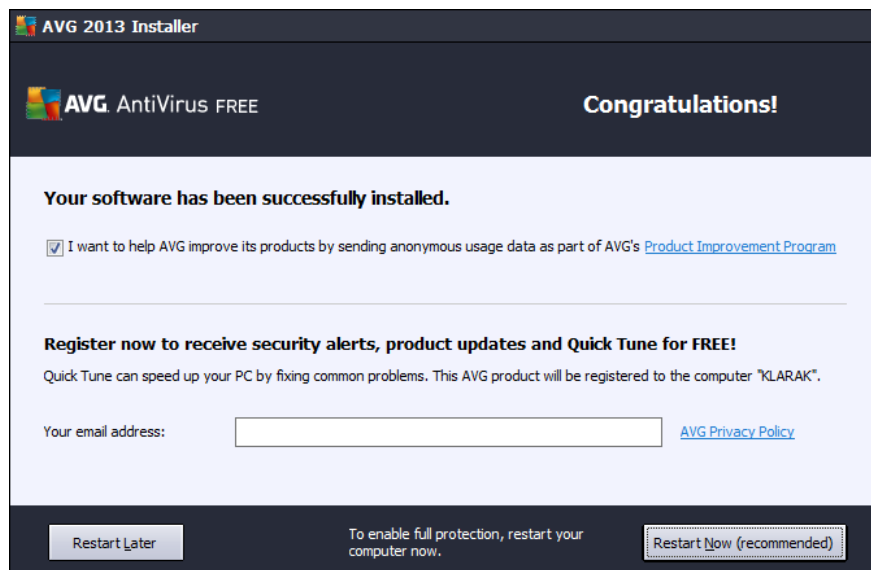 AVG 2013 Installer
AVG. AntiVirus FREE
Congratulations!
Your software has been successfully installed.
I want to help AVG improve its products by sending anonymous usage data as part of AVG's Product Improvement Program
Register now to receive security alerts, product updates and Quick Tune for FREE!
Quick Tune can speed up your PC by fixing common problems. This AVG product will be registered to the computer "KLARAK".
Your email address:
AVG Privacy Policy
Restart Later
To enable full protection, restart your
computer now.
Restart Now (recommended)